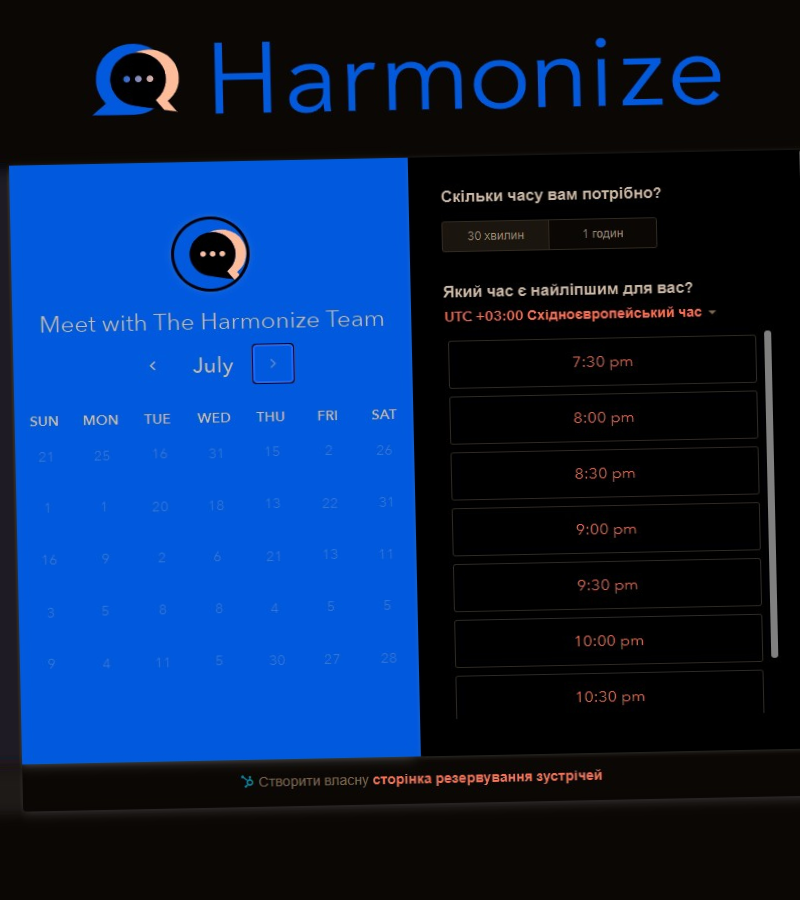 Harmonize
Meet with The Harmonize Team
July
SUN MON TUE WED THU FRI SAT
21 25 16 31 15 2 26
1 1 20 18 13 22 31
16 9 2 6 21 13 11
3 5 8 8 4 5 5
9 4 11 5 30 27 28
Скільки часу вам потрібно?
30 хвилин 1 годин
Який час є найліпшим для вас?
UTC +03:00 Східноєвропейський час
7:30 pm
8:00 pm
8:30 pm
9:00 pm
9:30 pm
10:00 pm
10:30 pm
Створити власну сторінка резервування зустрічей